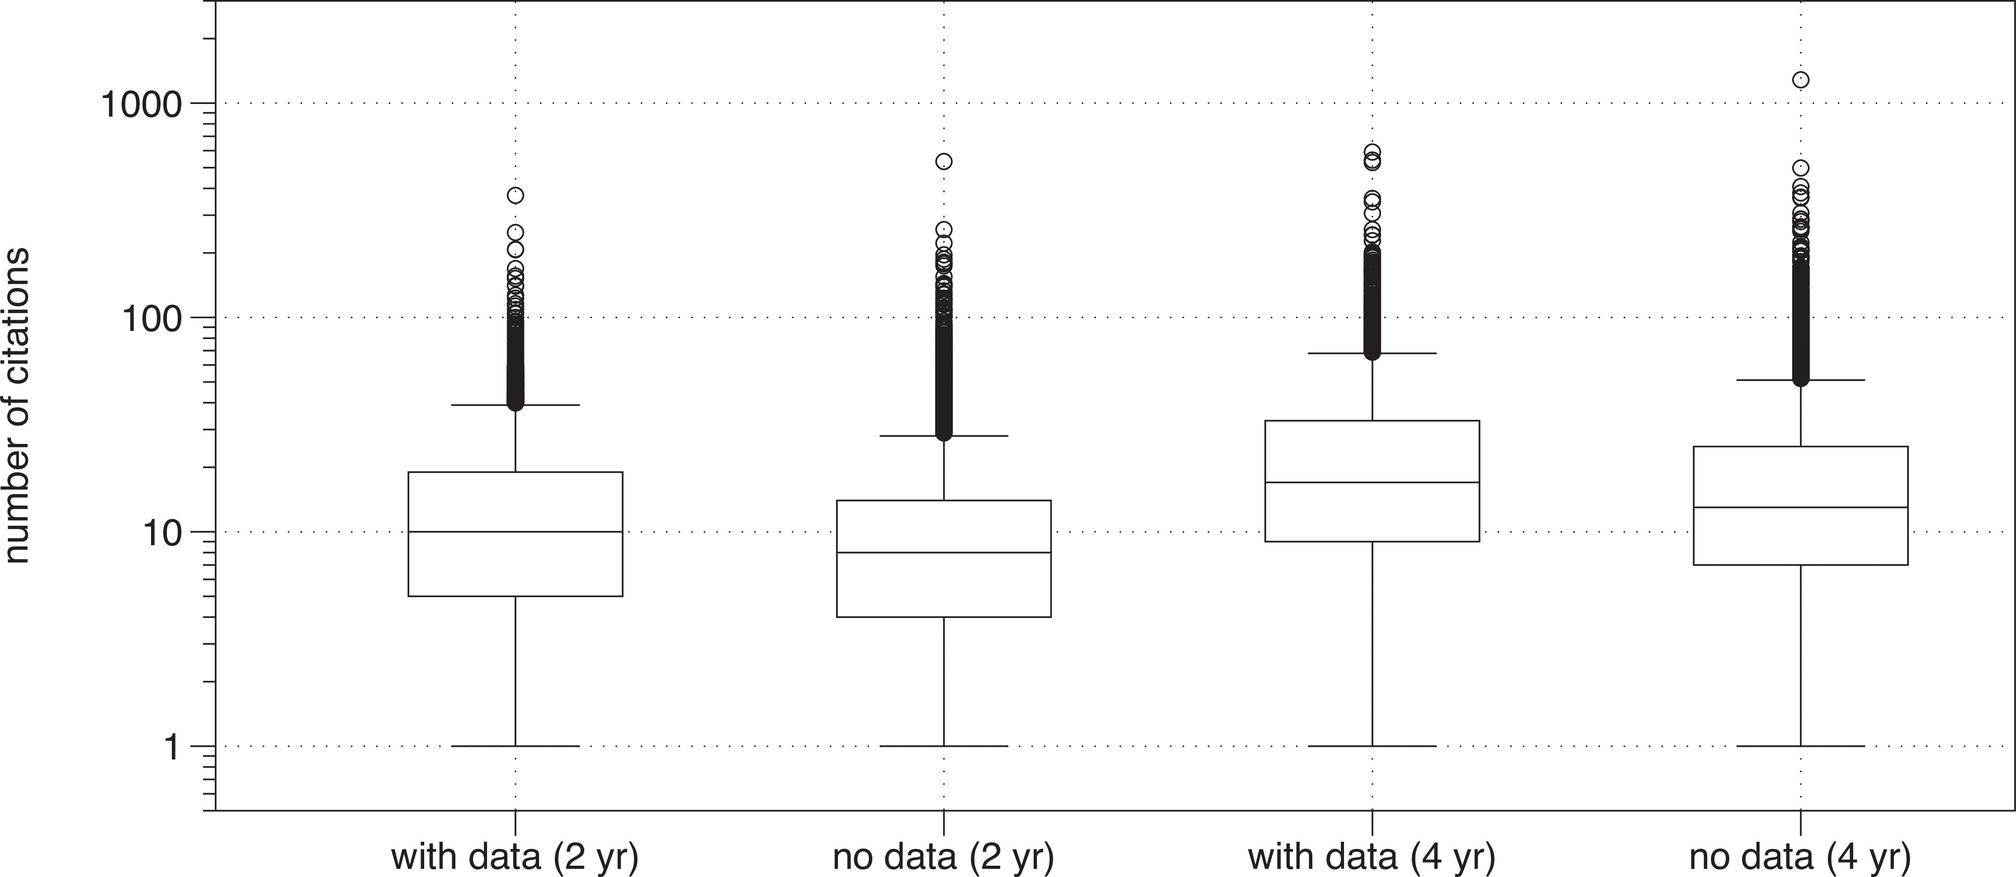 number of citations
1000
100
10
1
with data (2 yr)
no data (2 yr)
with data (4 yr)
no data (4 yr)